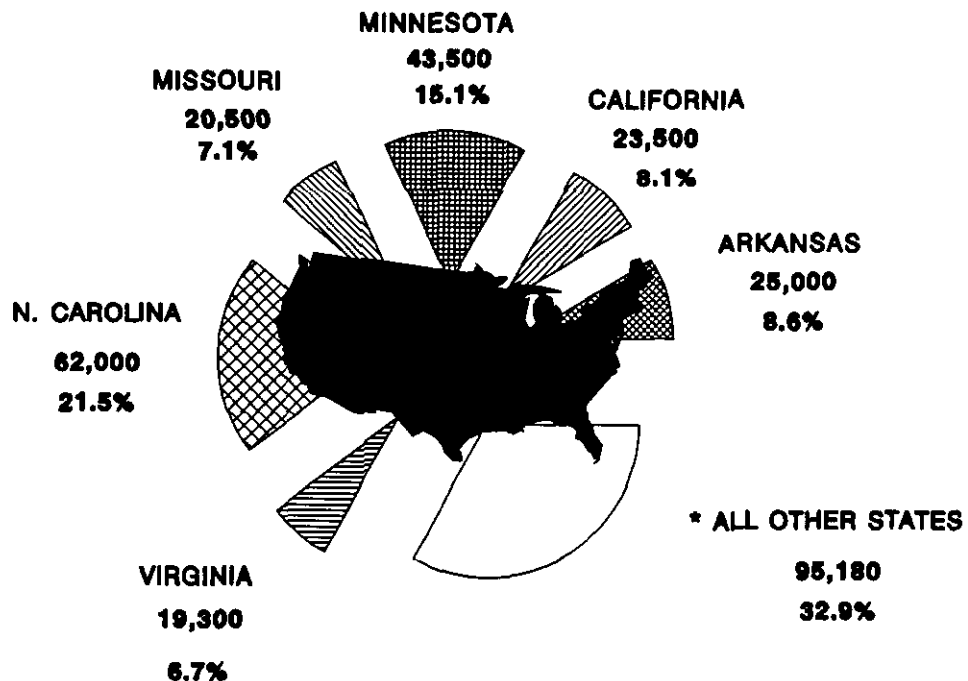 MINNESOTA
43,500
15.1%
MISSOURI
20,500
7.1%
CALIFORNIA
23,500
8.1%
ARKANSAS
25,000
8.6%
N. CAROLINA
62,000
21.5%
* ALL OTHER STATES
95,180
32.9%
VIRGINIA
19,300
6.7%